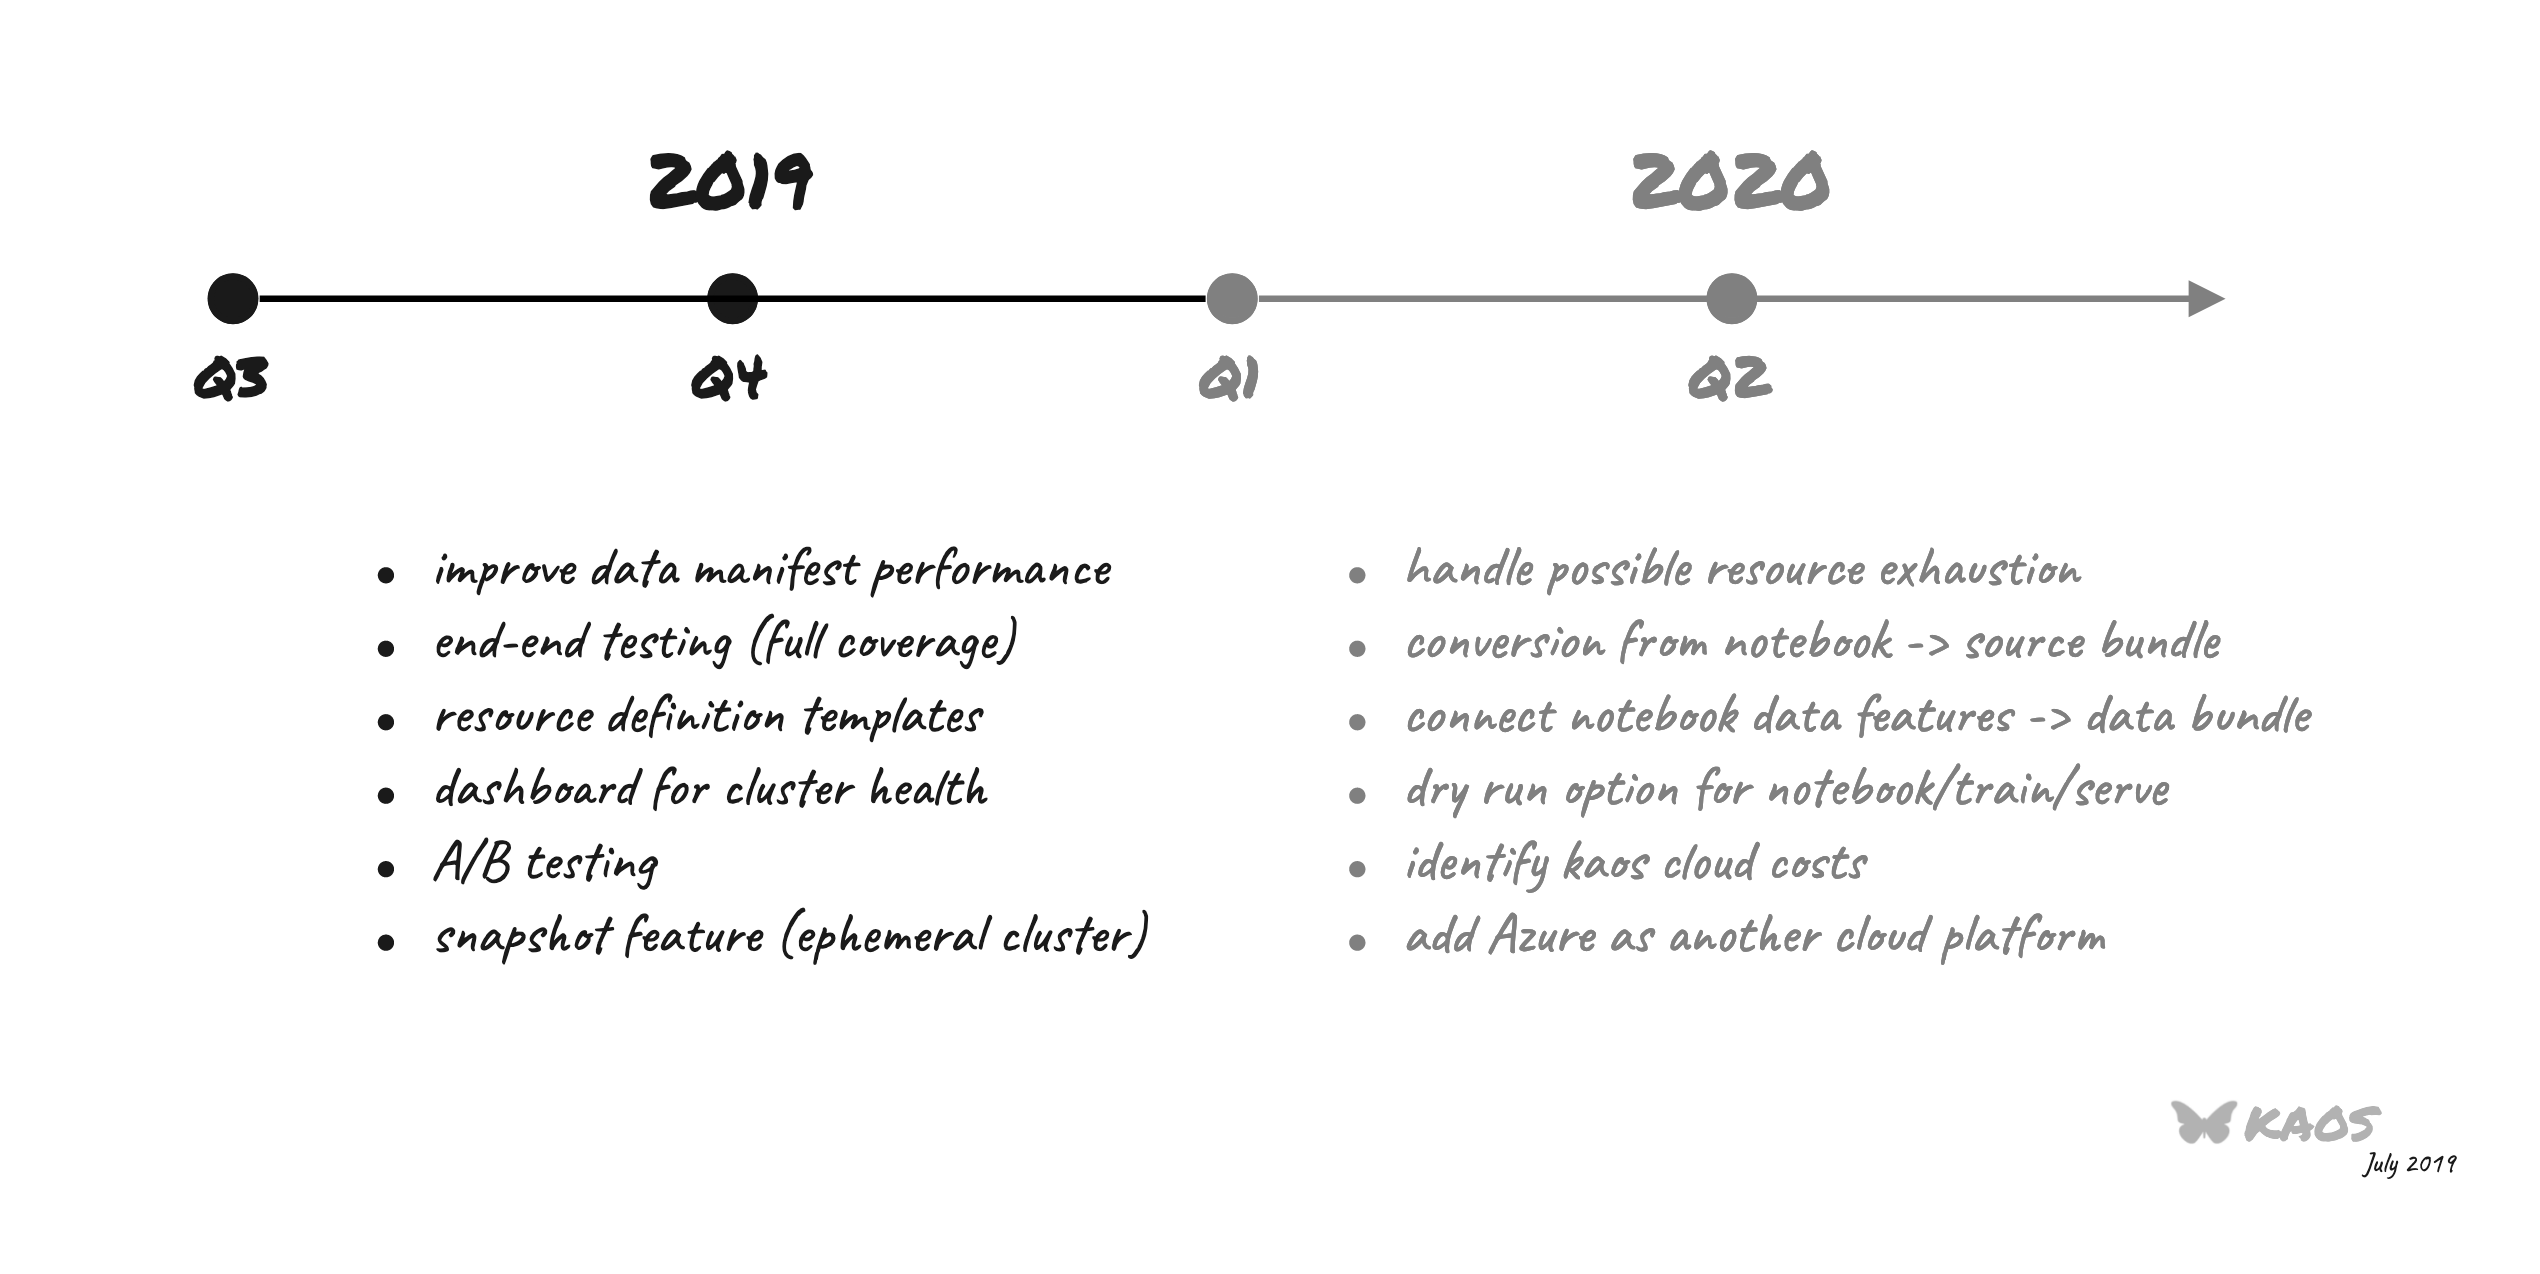 2019 2020
Q3 Q4 Q1 Q2
• improve data manifest performance
• end-end testing (full coverage)
• resource definition templates
• dashboard for cluster health
• A/B testing
• snapshot feature (ephemeral cluster)
• handle possible resource exhaustion
• conversion from notebook -> source bundle
• connect notebook data features -> data bundle
• dry run option for notebook/train/serve
• identify kaos cloud costs
• add Azure as another cloud platform
KAOS
July 2019